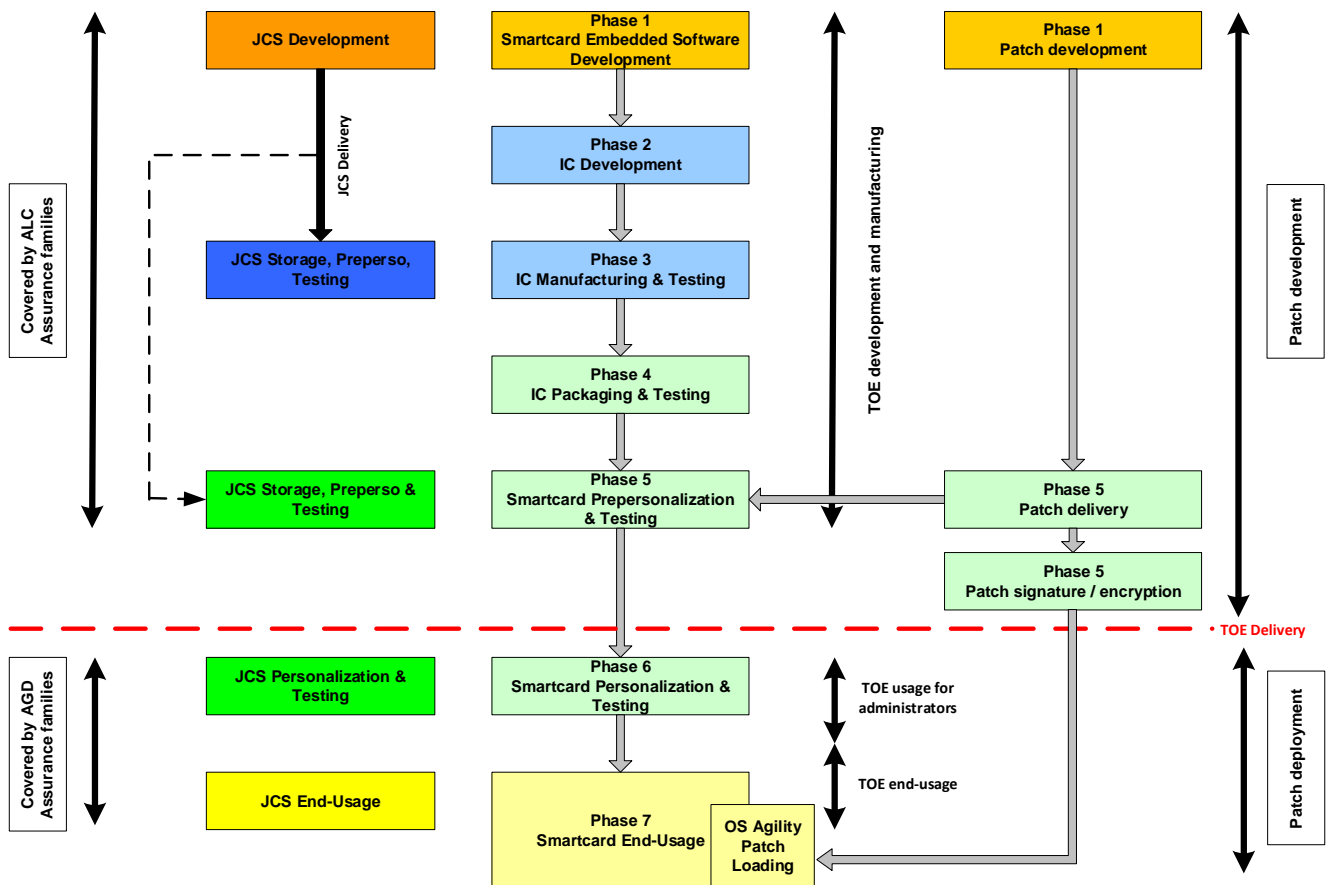 JCS Development
Phase 1
Smartcard Embedded Software
Development
Phase 1
Patch development
JCS Delivery
Phase 2
IC Development
Covered by ALC
Assurance families
JCS Storage, Preperso,
Testing
Phase 3
IC Manufacturing & Testing
TOE development and manufacturing
Patch development
Phase 4
IC Packaging & Testing
JCS Storage, Preperso &
Testing
Phase 5
Smartcard Prepersonalization
& Testing
Phase 5
Patch delivery
Phase 5
Patch signature / encryption
TOE Delivery
Covered by AGD
Assurance families
JCS Personalization &
Testing
Phase 6
Smartcard Personalization &
Testing
TOE usage for
administrators
Patch deployment
JCS End-Usage
Phase 7
Smartcard End-Usage
TOE end-usage
OS Agility
Patch
Loading